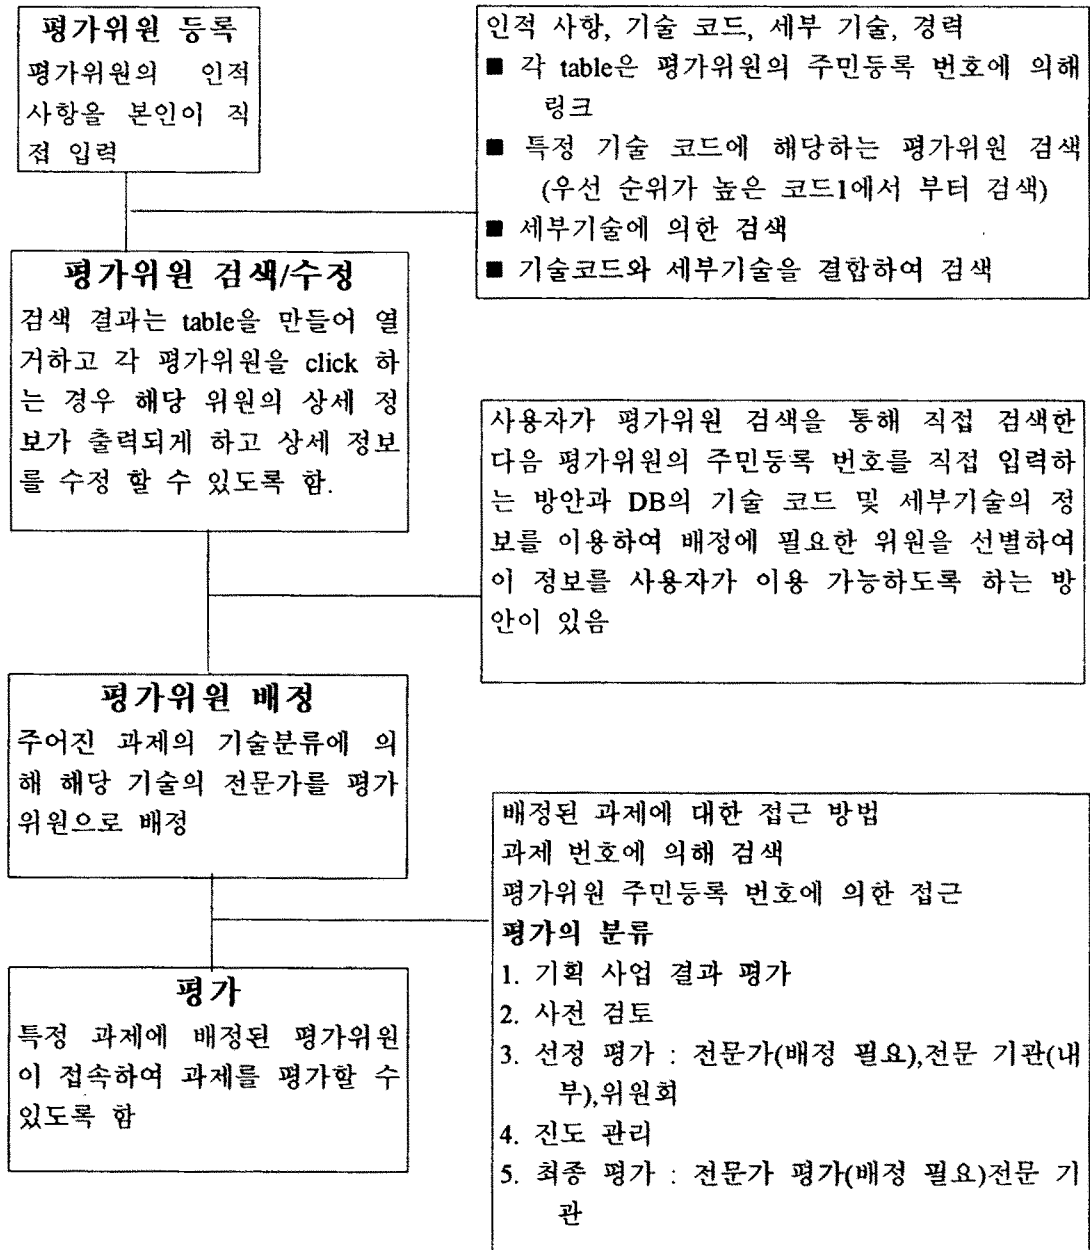 평가위원 등록
평가위원의 인적
사항을 본인이 직
접 입력
인적 사항, 기술 코드, 세부 기술, 경력
■ 각 table은 평가위원의 주민등록 번호에 의해
링크
■ 특정 기술 코드에 해당하는 평가위원 검색
(우선 순위가 높은 코드1에서 부터 검색)
■ 세부기술에 의한 검색
■ 기술코드와 세부기술을 결합하여 검색
평가위원 검색/수정
검색 결과는 table을 만들어 열
거하고 각 평가위원을 click 하
는 경우 해당 위원의 상세 정
보가 출력되게 하고 상세 정보
를 수정 할 수 있도록 함.
사용자가 평가위원 검색을 통해 직접 검색한
다음 평가위원의 주민등록 번호를 직접 입력하
는 방안과 DB의 기술 코드 및 세부기술의 정
보를 이용하여 배정에 필요한 위원을 선별하여
이 정보를 사용자가 이용 가능하도록 하는 방
안이 있음
평가위원 배정
주어진 과제의 기술분류에 의
해 해당 기술의 전문가를 평가
위원으로 배정
배정된 과제에 대한 접근 방법
과제 번호에 의해 검색
평가위원 주민등록 번호에 의한 접근
평가의 분류
1. 기획 사업 결과 평가
2. 사전 검토
3. 선정 평가 : 전문가(배정 필요),전문 기관(내
부),위원회
4. 진도 관리
5. 최종 평가 : 전문가 평가(배정 필요)전문 기
관
평가
특정 과제에 배정된 평가위원
이 접속하여 과제를 평가할 수
있도록 함